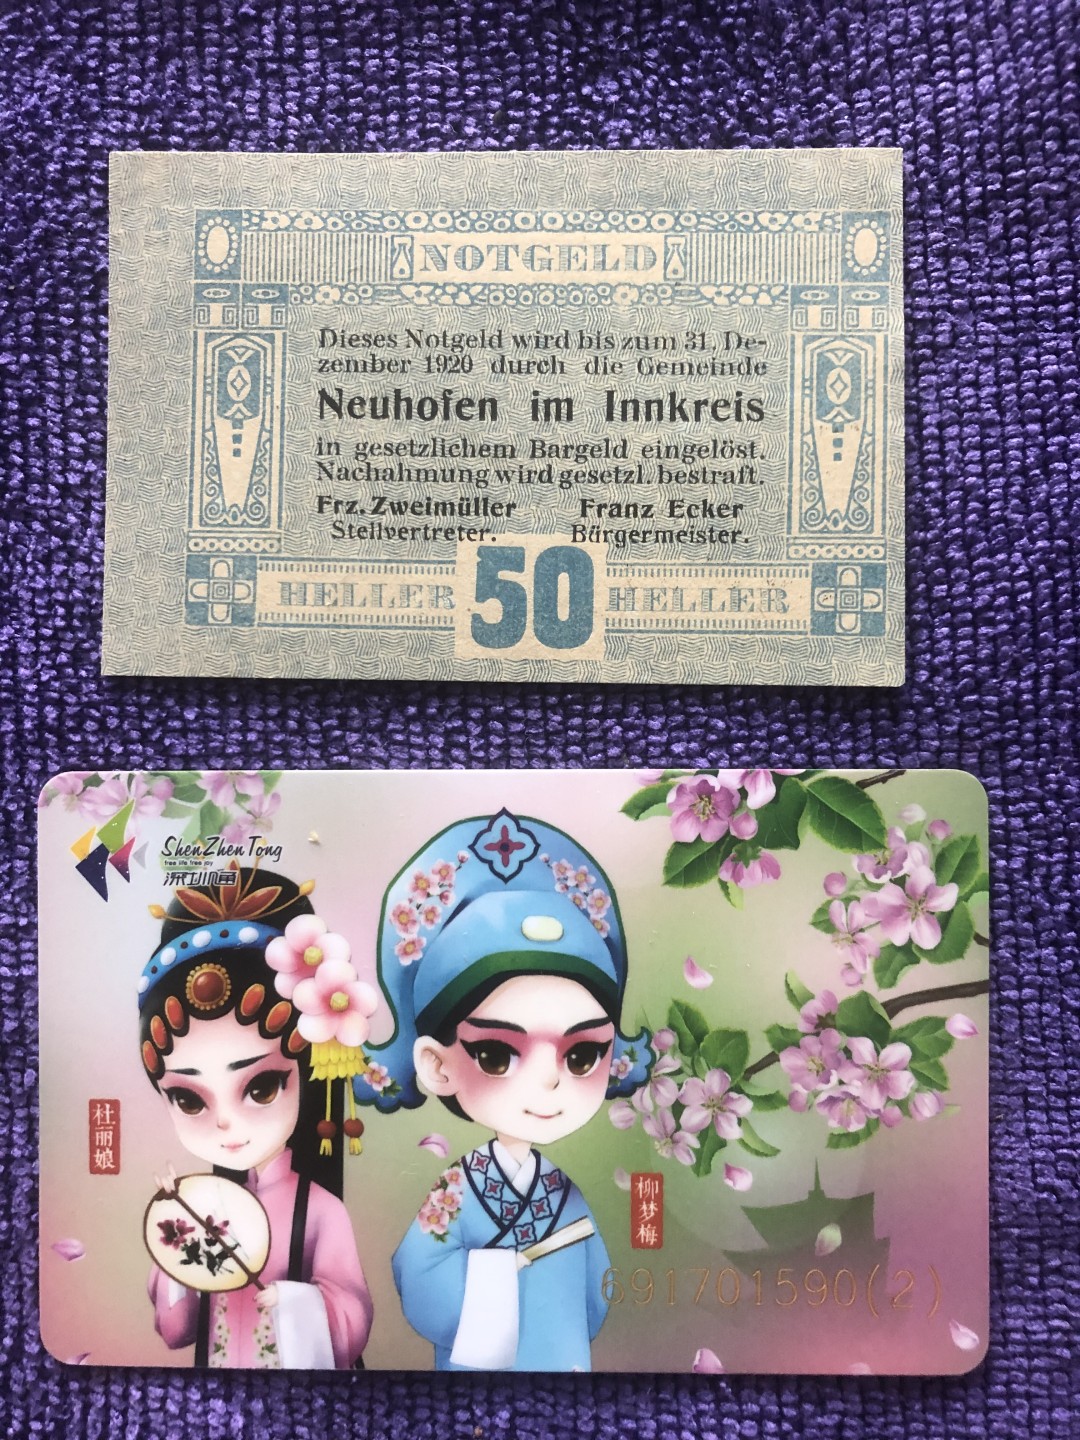 NOTGELD
Dieses Notgeld wird bis zum 31. De-
zember 1920 durch die Gemeinde
Neuhofen im Innkreis
in gesetzlichem Bargeld eingelöst.
Nachahmung wird gesetzl. bestraft.
Frz. Zweimüller Franz Ecker
Stellvertreter. Bürgermeister.
HELLER 50 HELLER
ShenZhenTong
free life free joy
深圳通
杜丽娘
柳梦梅
691701590(2)